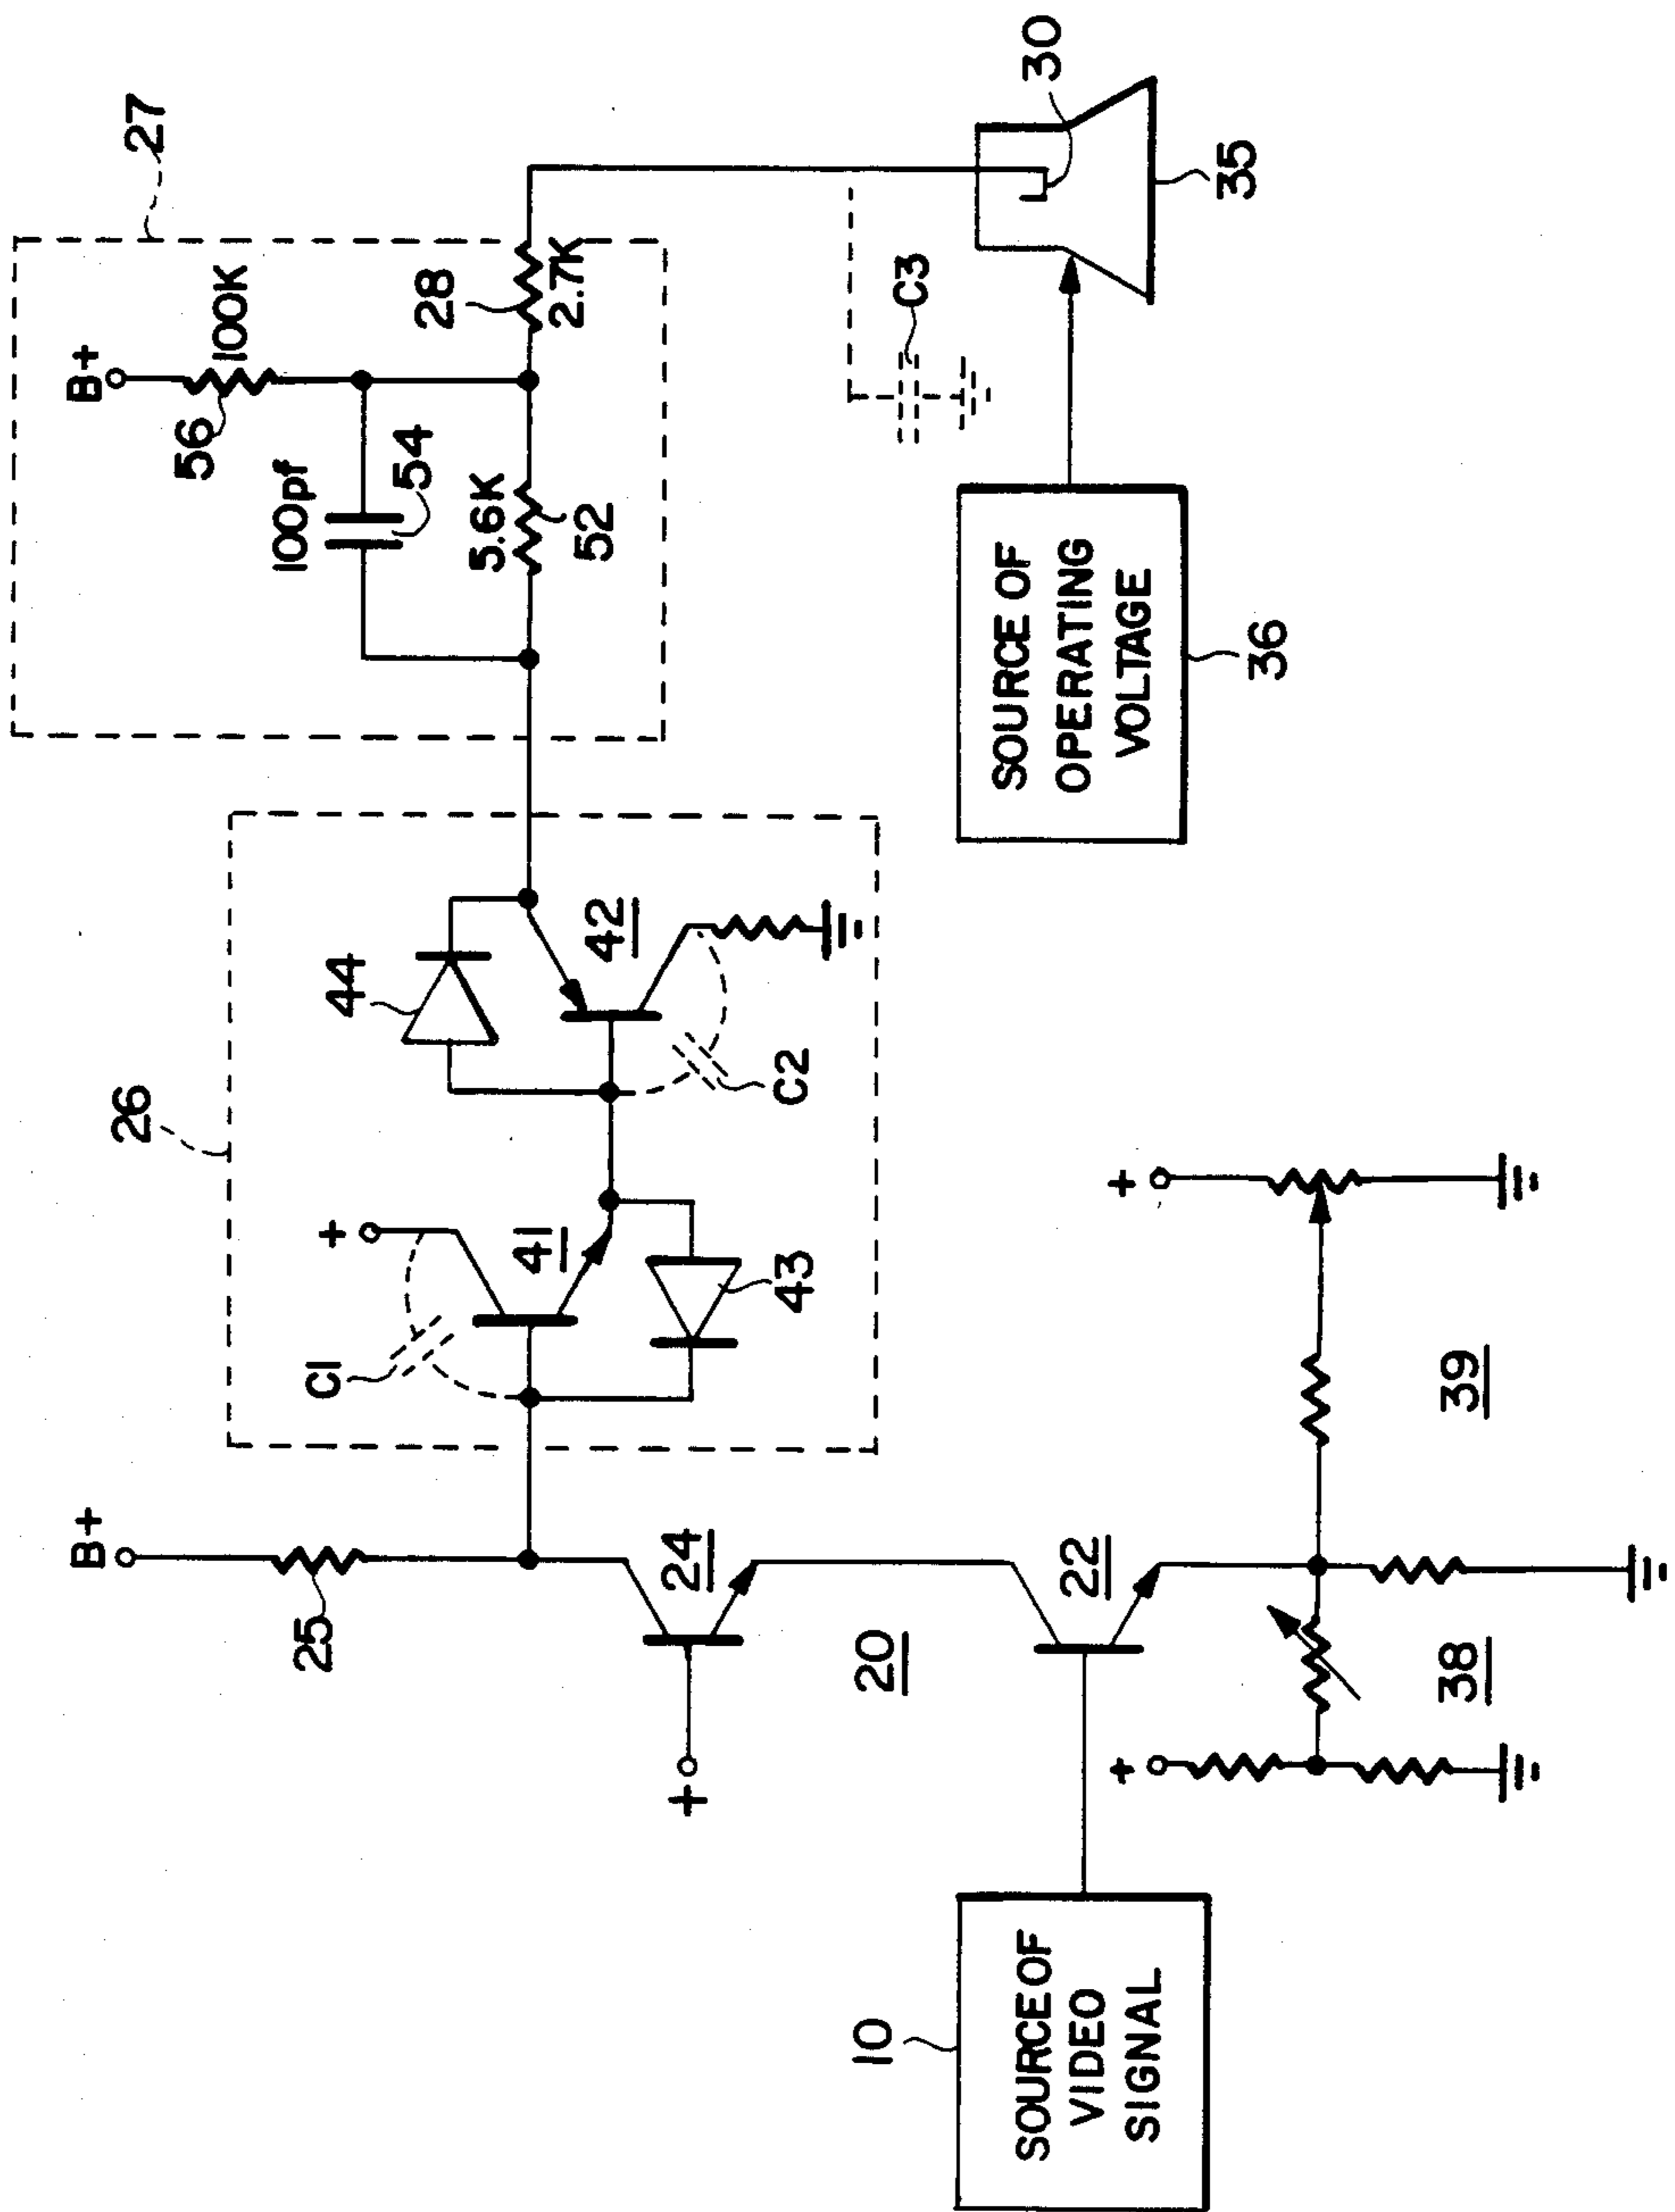 27
B+
100K
56
100pf
54
5.6K
52
28
2.7K
30
35
C3
SOURCE OF
OPERATING
VOLTAGE
36
26
44
42
C2
+
41
43
C1
B+
25
24
+
20
22
+
39
38
+
10
SOURCE OF
VIDEO
SIGNAL